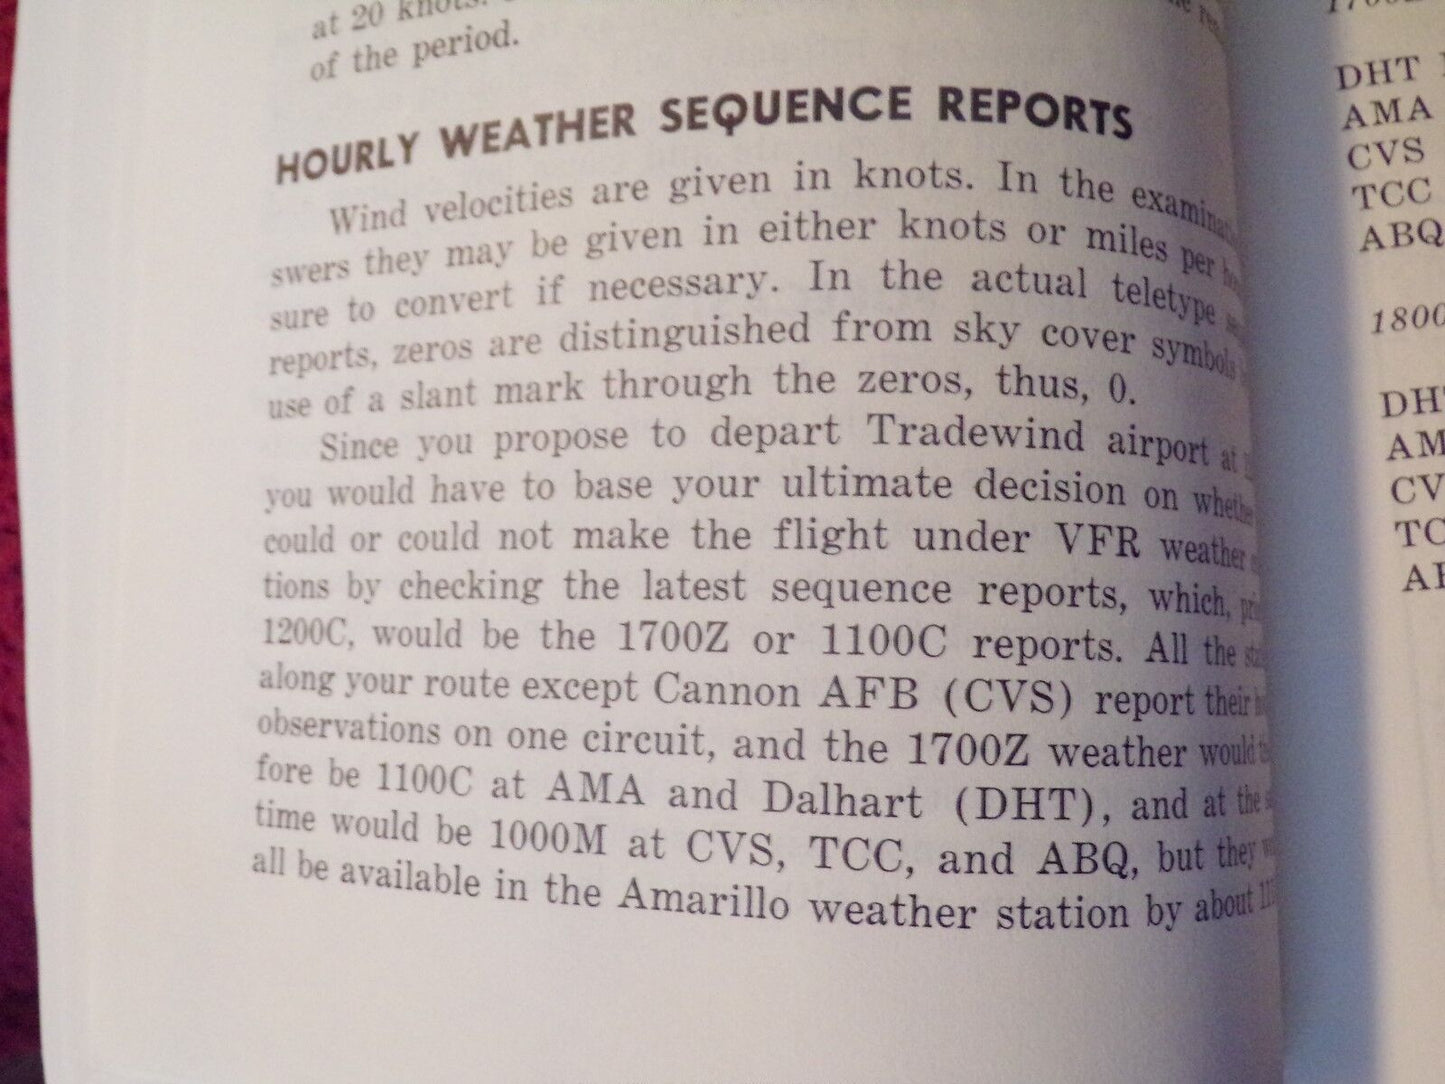 at 20 knots.
of the period.
HOURLY WEATHER SEQUENCE REPORTS
Wind velocities are given in knots. In the
swers they may be given in either knots or miles per
sure to convert if necessary. In the actual teletype
reports, zeros are distinguished from sky cover symbols
use of a slant mark through the zeros, thus, 0.
Since you propose to depart Tradewind airport at
you would have to base your ultimate decision on
could or could not make the flight under VFR weather
tions by checking the latest sequence reports, which,
1200C, would be the 1700Z or 1100C reports. All the
along your route except Cannon AFB (CVS) report their
observations on one circuit, and the 1700Z weather would
fore be 1100C at AMA and Dalhart (DHT), and at the
time would be 1000M at CVS, TCC, and ABQ, but they
all be available in the Amarillo weather station by about
DHT
AMA
CVS
TCC
ABQ
1800
DH
AM
CV
TC